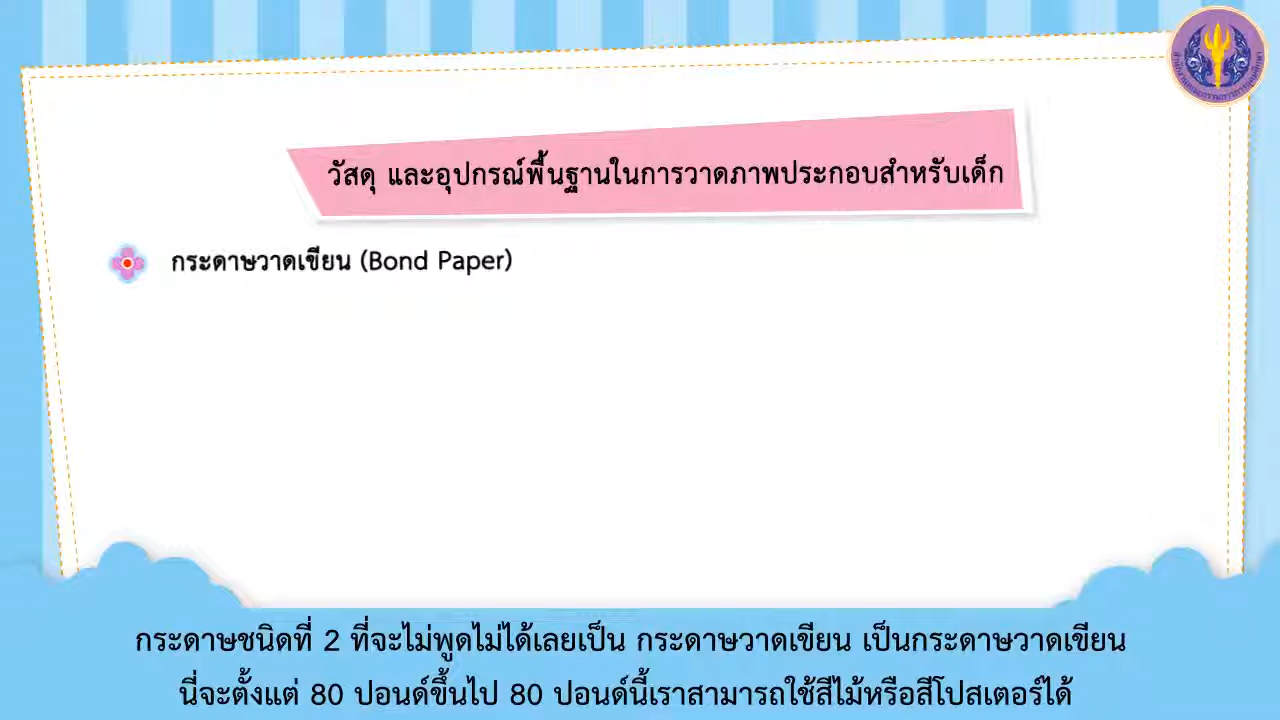 วัสดุ และอุปกรณ์พื้นฐานในการวาดภาพประกอบสำหรับเด็ก
กระดาษวาดเขียน (Bond Paper)
กระดาษชนิดที่ 2 ที่จะไม่พูดไม่ได้เลยเป็น กระดาษวาดเขียน เป็นกระดาษวาดเขียน
นี่จะตั้งแต่ 80 ปอนด์ขึ้นไป 80 ปอนด์นี้เราสามารถใช้สีไม้หรือสีโปสเตอร์ได้